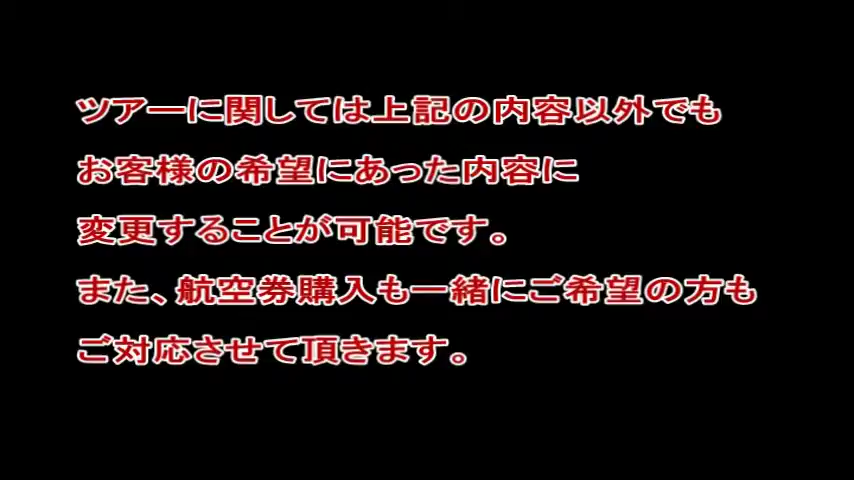 ツアーに関しては上記の内容以外でも
お客様の希望にあった内容に
変更することが可能です。
また、航空券購入も一緒にご希望の方も
ご対応させて頂きます。